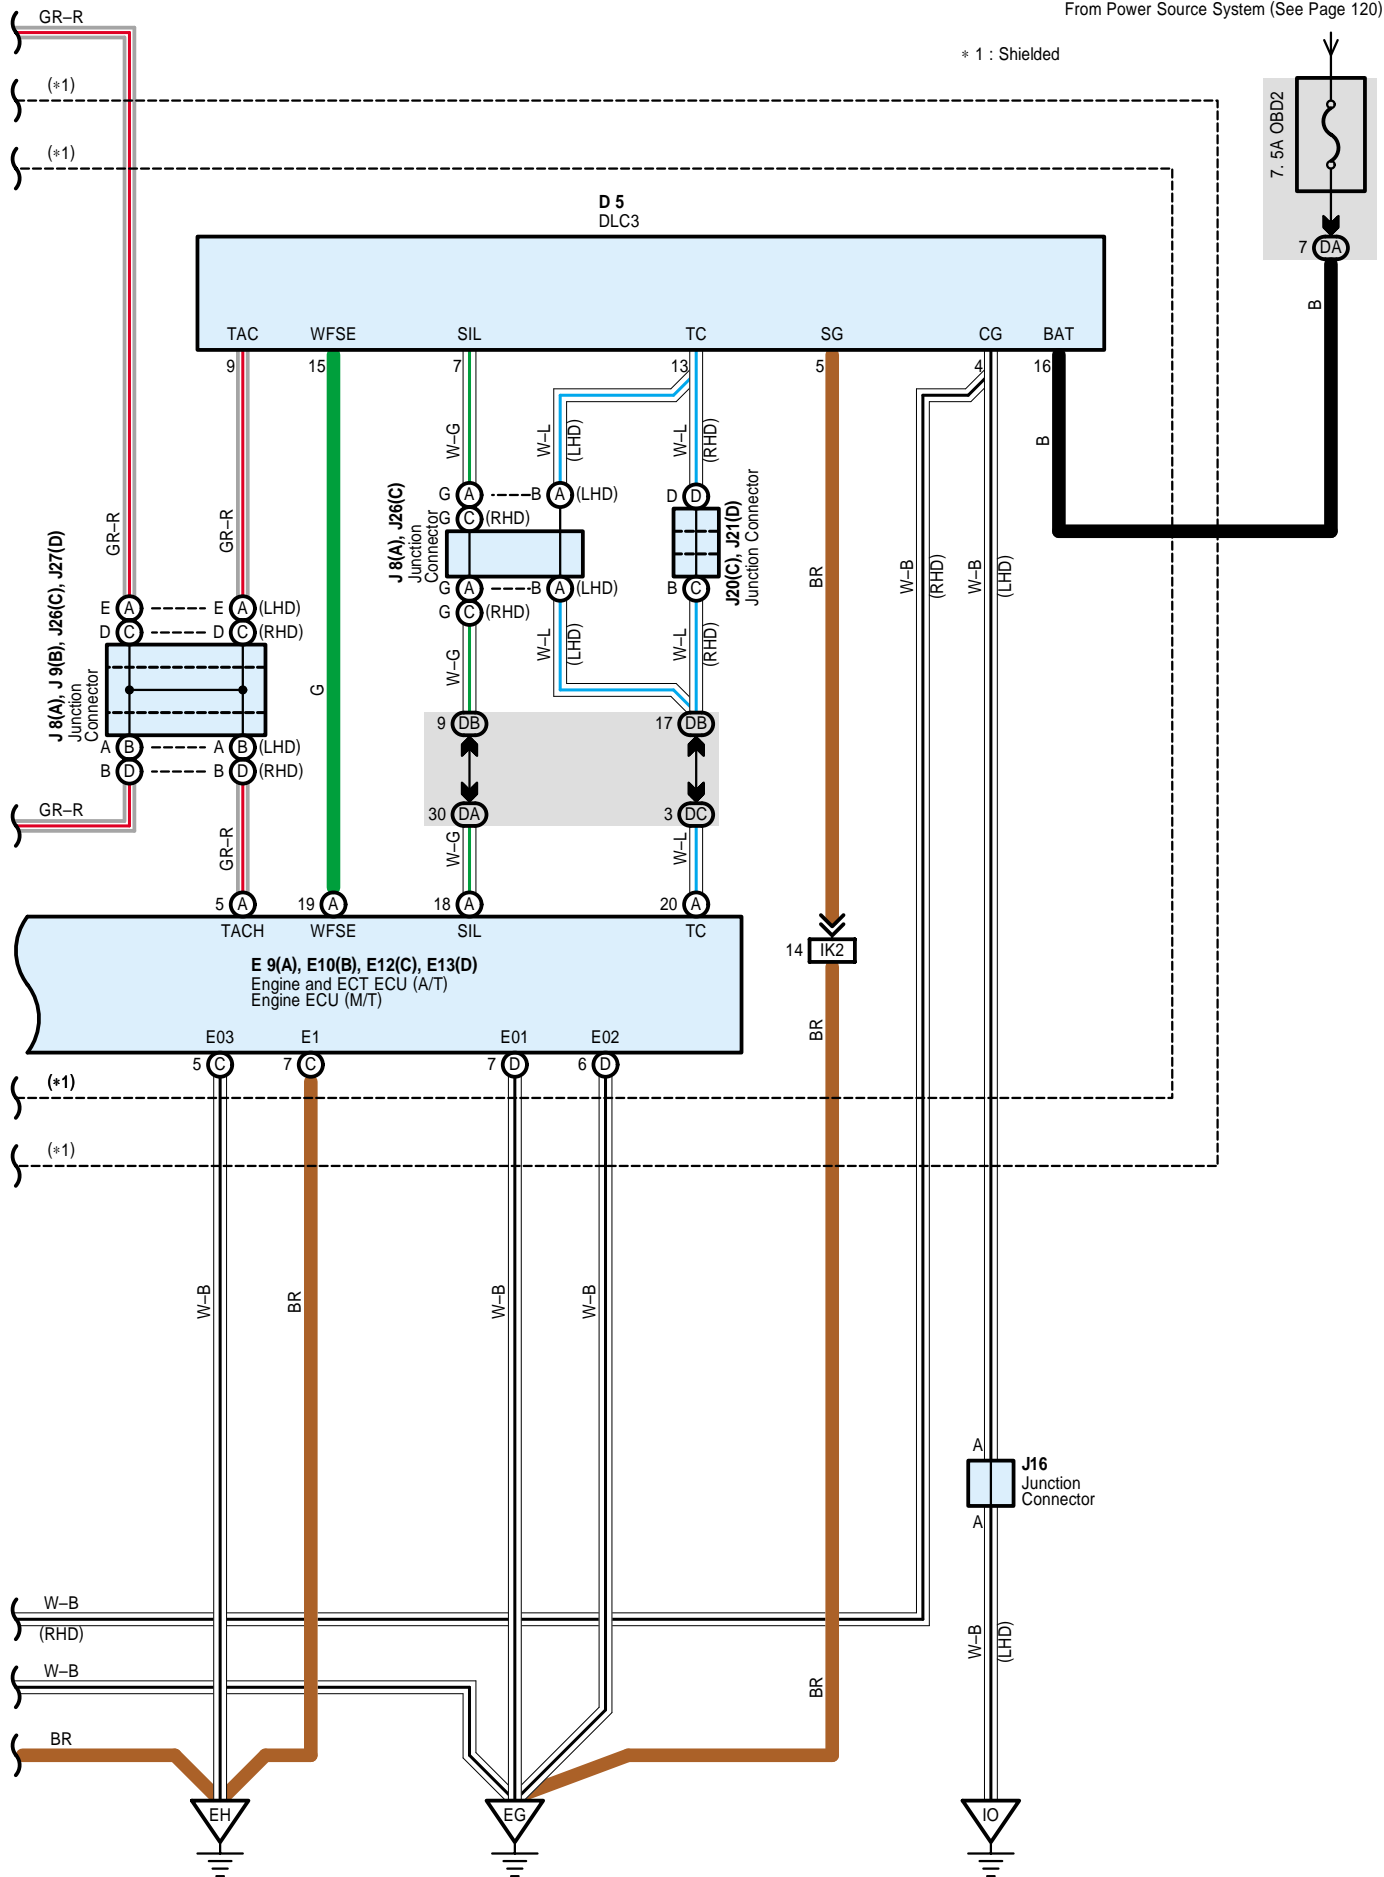 From Power Source System (See Page 120)
GR–R
∗ 1 : Shielded
(∗1)
(∗1)
7. 5A OBD2
7 DA
B
D 5
DLC3
TAC WFSE SIL TC SG CG BAT
9 15 7 13 5 4 16
W–G
W–L
(LHD)
W–L
(RHD)
B
G A B A (LHD)
G C (RHD)
D D
J 8(A), J26(C)
Junction
Connector
J20(C), J21(D)
Junction Connector
G A B A (LHD)
G C (RHD)
B C
GR–R
GR–R
BR
W–B
(RHD)
W–B
(LHD)
J 8(A), J 9(B), J26(C), J27(D)
Junction
Connector
E A E A (LHD)
D C D C (RHD)
A B A B (LHD)
B D B D (RHD)
G
W–G
W–L
(LHD)
W–L
(RHD)
9 DB
17 DB
30 DA
3 DC
GR–R
GR–R
W–G
W–L
5 A 19 A 18 A 20 A
TACH WFSE SIL TC
E 9(A), E10(B), E12(C), E13(D)
Engine and ECT ECU (A/T)
Engine ECU (M/T)
14 IK2
BR
E03 E1 E01 E02
5 C 7 C 7 D 6 D
(∗1)
(∗1)
W–B
BR
W–B
W–B
A
J16
Junction
Connector
A
W–B
(RHD)
W–B
BR
BR
W–B
(LHD)
EH
EG
IO